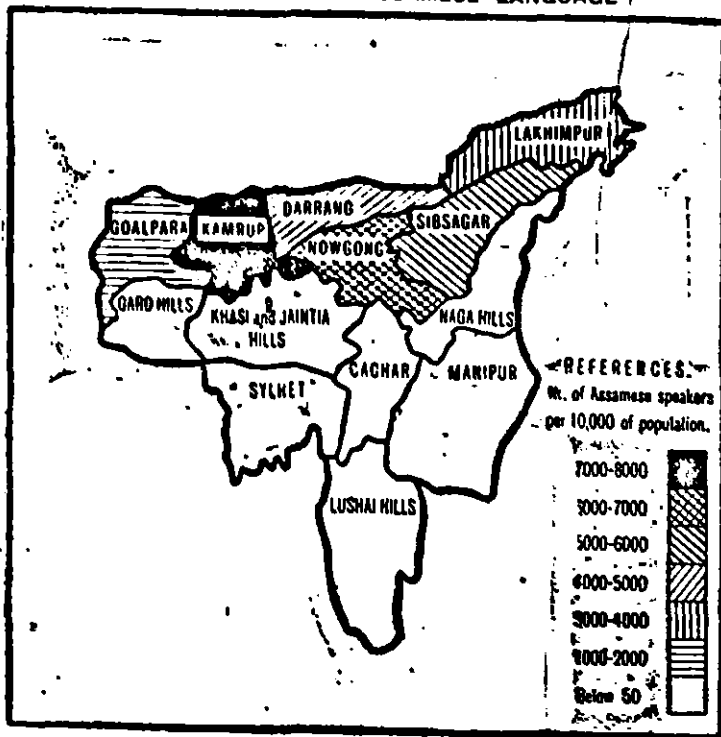 LANGUAGE
LAKHIMPUR
DARRANG
SIBSAGAR
GOALPARA
KAMRUP
NOWGONG
GARO HILLS
KHASI and JAINTIA
HILLS
NAGA HILLS
CACHAR
MANIPUR
SYLHET
LUSHAI HILLS
REFERENCES.
of Assamese speakers
per 10,000 of population.
7000-8000
6000-7000
5000-6000
4000-5000
3000-4000
1000-2000
Below 50